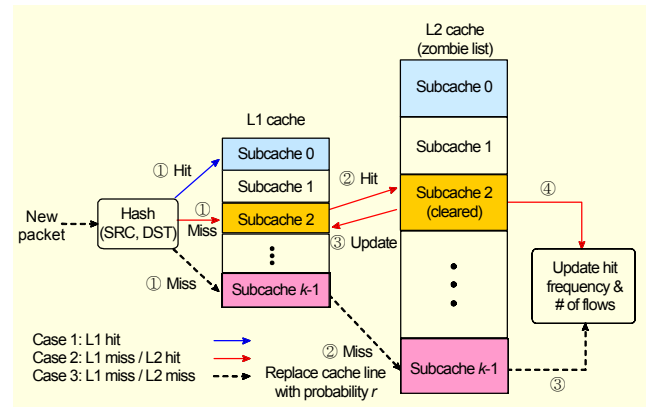 L2 cache
(zombie list)
Subcache 0
L1 cache
Subcache 1
① Hit
Subcache 0
② Hit
Subcache 1
Subcache 2
(cleared)
④
New
packet
Hash
(SRC, DST)
①
Miss
Subcache 2
③ Update
① Miss
Subcache k-1
Update hit
frequency &
# of flows
Case 1: L1 hit
Case 2: L1 miss / L2 hit
Case 3: L1 miss / L2 miss
② Miss
Replace cache line
with probability r
Subcache k-1
③